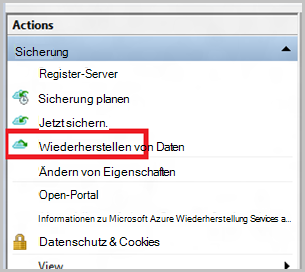 Actions
Sicherung
Register-Server
Sicherung planen
Jetzt sichern.
Wiederherstellen von Daten
Ändern von Eigenschaften
Open-Portal
Informationen zu Microsoft Azure Wiederherstellung Services a...
Datenschutz & Cookies
View